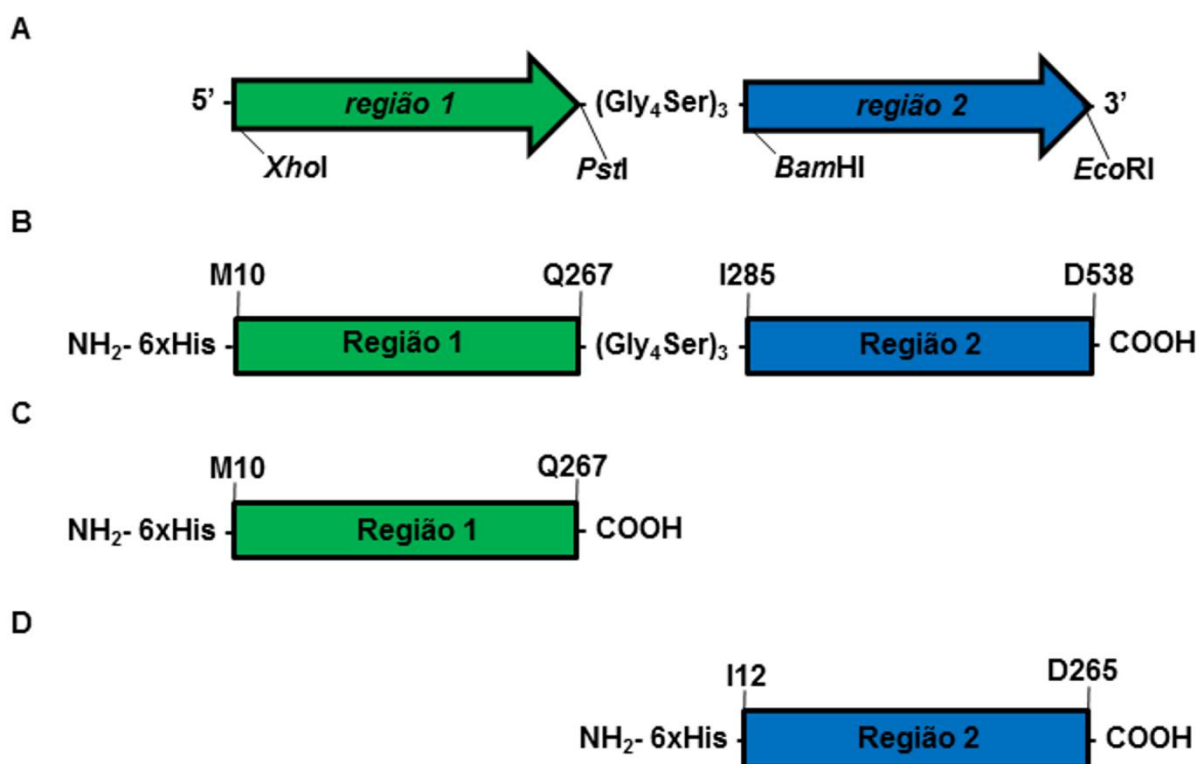 A
5' região 1 (Gly₄Ser)₃ região 2 3'
XhoI PstI BamHI EcoRI
B
M10 Q267 I285 D538
NH₂- 6xHis Região 1 (Gly₄Ser)₃ Região 2 COOH
C
M10 Q267
NH₂- 6xHis Região 1 COOH
D
I12 D265
NH₂- 6xHis Região 2 COOH